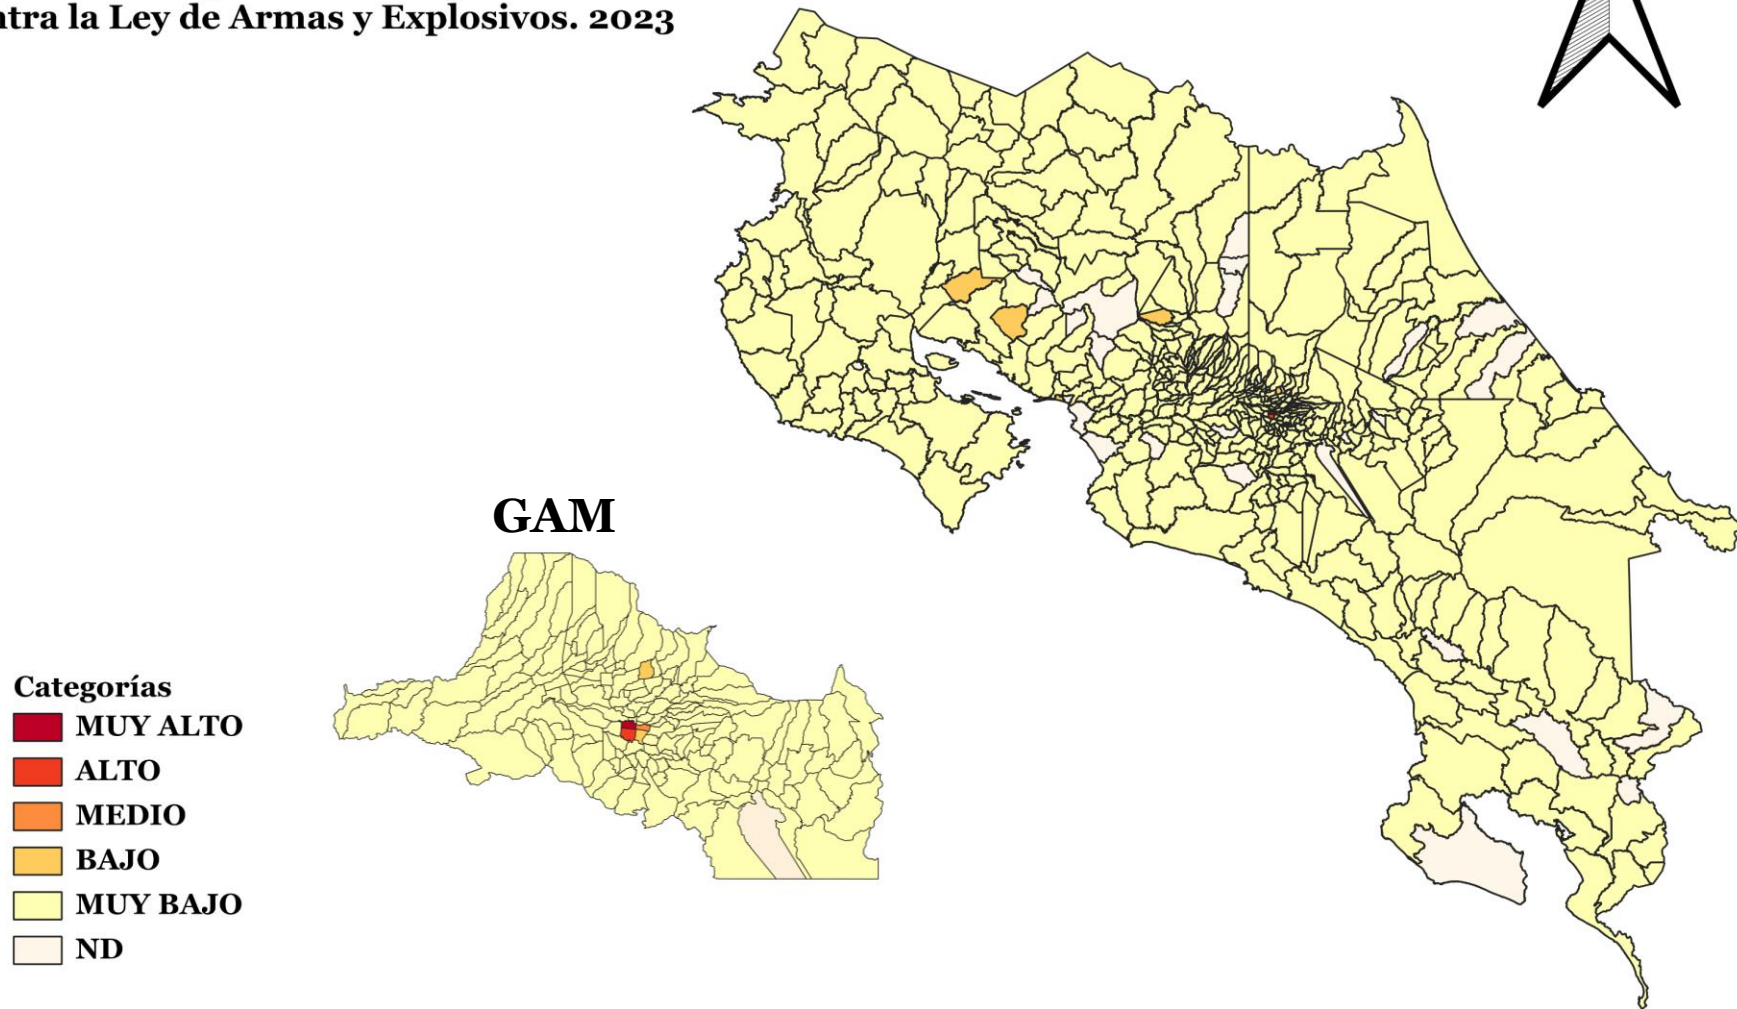 ntra la Ley de Armas y Explosivos. 2023
GAM
Categorías
MUY ALTO
ALTO
MEDIO
BAJO
MUY BAJO
ND